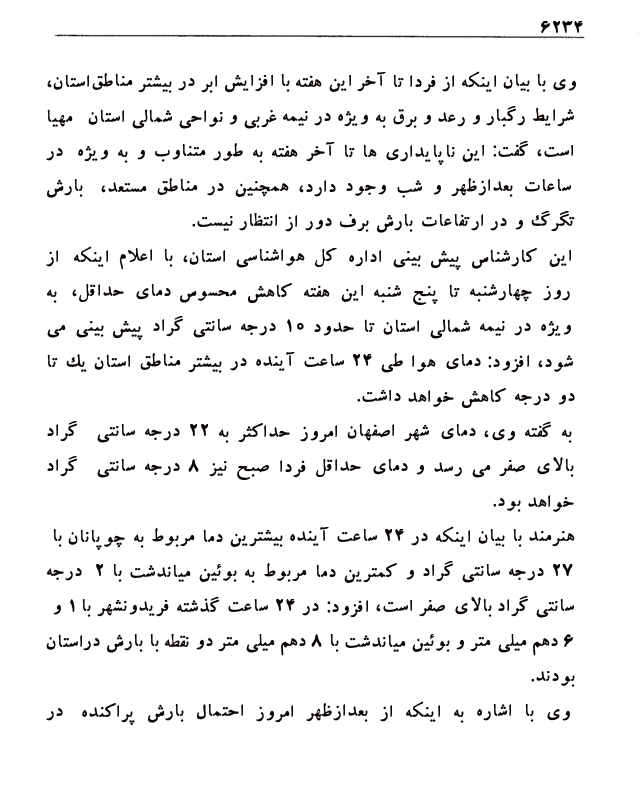 ۶۲۳۴
وی با بیان اینکه از فردا تا آخر این هفته با افزایش ابر در بیشتر مناطق استان،
شرایط رگبار و رعد و برق به ویژه در نیمه غربی و نواحی شمالی استان مهیا
است، گفت: این ناپایداری ها تا آخر هفته به طور متناوب و به ویژه در
ساعات بعدازظهر و شب وجود دارد، همچنین در مناطق مستعد، بارش
تگرگ و در ارتفاعات بارش برف دور از انتظار نیست.
این کارشناس پیش بینی اداره کل هواشناسی استان، با اعلام اینکه از
روز چهارشنبه تا پنج شنبه این هفته کاهش محسوس دمای حداقل، به
ویژه در نیمه شمالی استان تا حدود ۱۵ درجه سانتی گراد پیش بینی می
شود، افزود: دمای هوا طی ۲۴ ساعت آینده در بیشتر مناطق استان یك تا
دو درجه کاهش خواهد داشت.
به گفته وی، دمای شهر اصفهان امروز حداکثر به ۲۲ درجه سانتی گراد
بالای صفر می رسد و دمای حداقل فردا صبح نیز ۸ درجه سانتی گراد
خواهد بود.
هنرمند با بیان اینکه در ۲۴ ساعت آینده بیشترین دما مربوط به چوپانان با
۲۷ درجه سانتی گراد و کمترین دما مربوط به بوئین میاندشت با ۲ درجه
سانتی گراد بالای صفر است، افزود: در ۲۴ ساعت گذشته فریدونشهر با ۱ و
۶ دهم میلی متر و بوئین میاندشت با ۸ دهم میلی متر دو نقطه با بارش دراستان
بودند.
وی با اشاره به اینکه از بعدازظهر امروز احتمال بارش پراکنده در